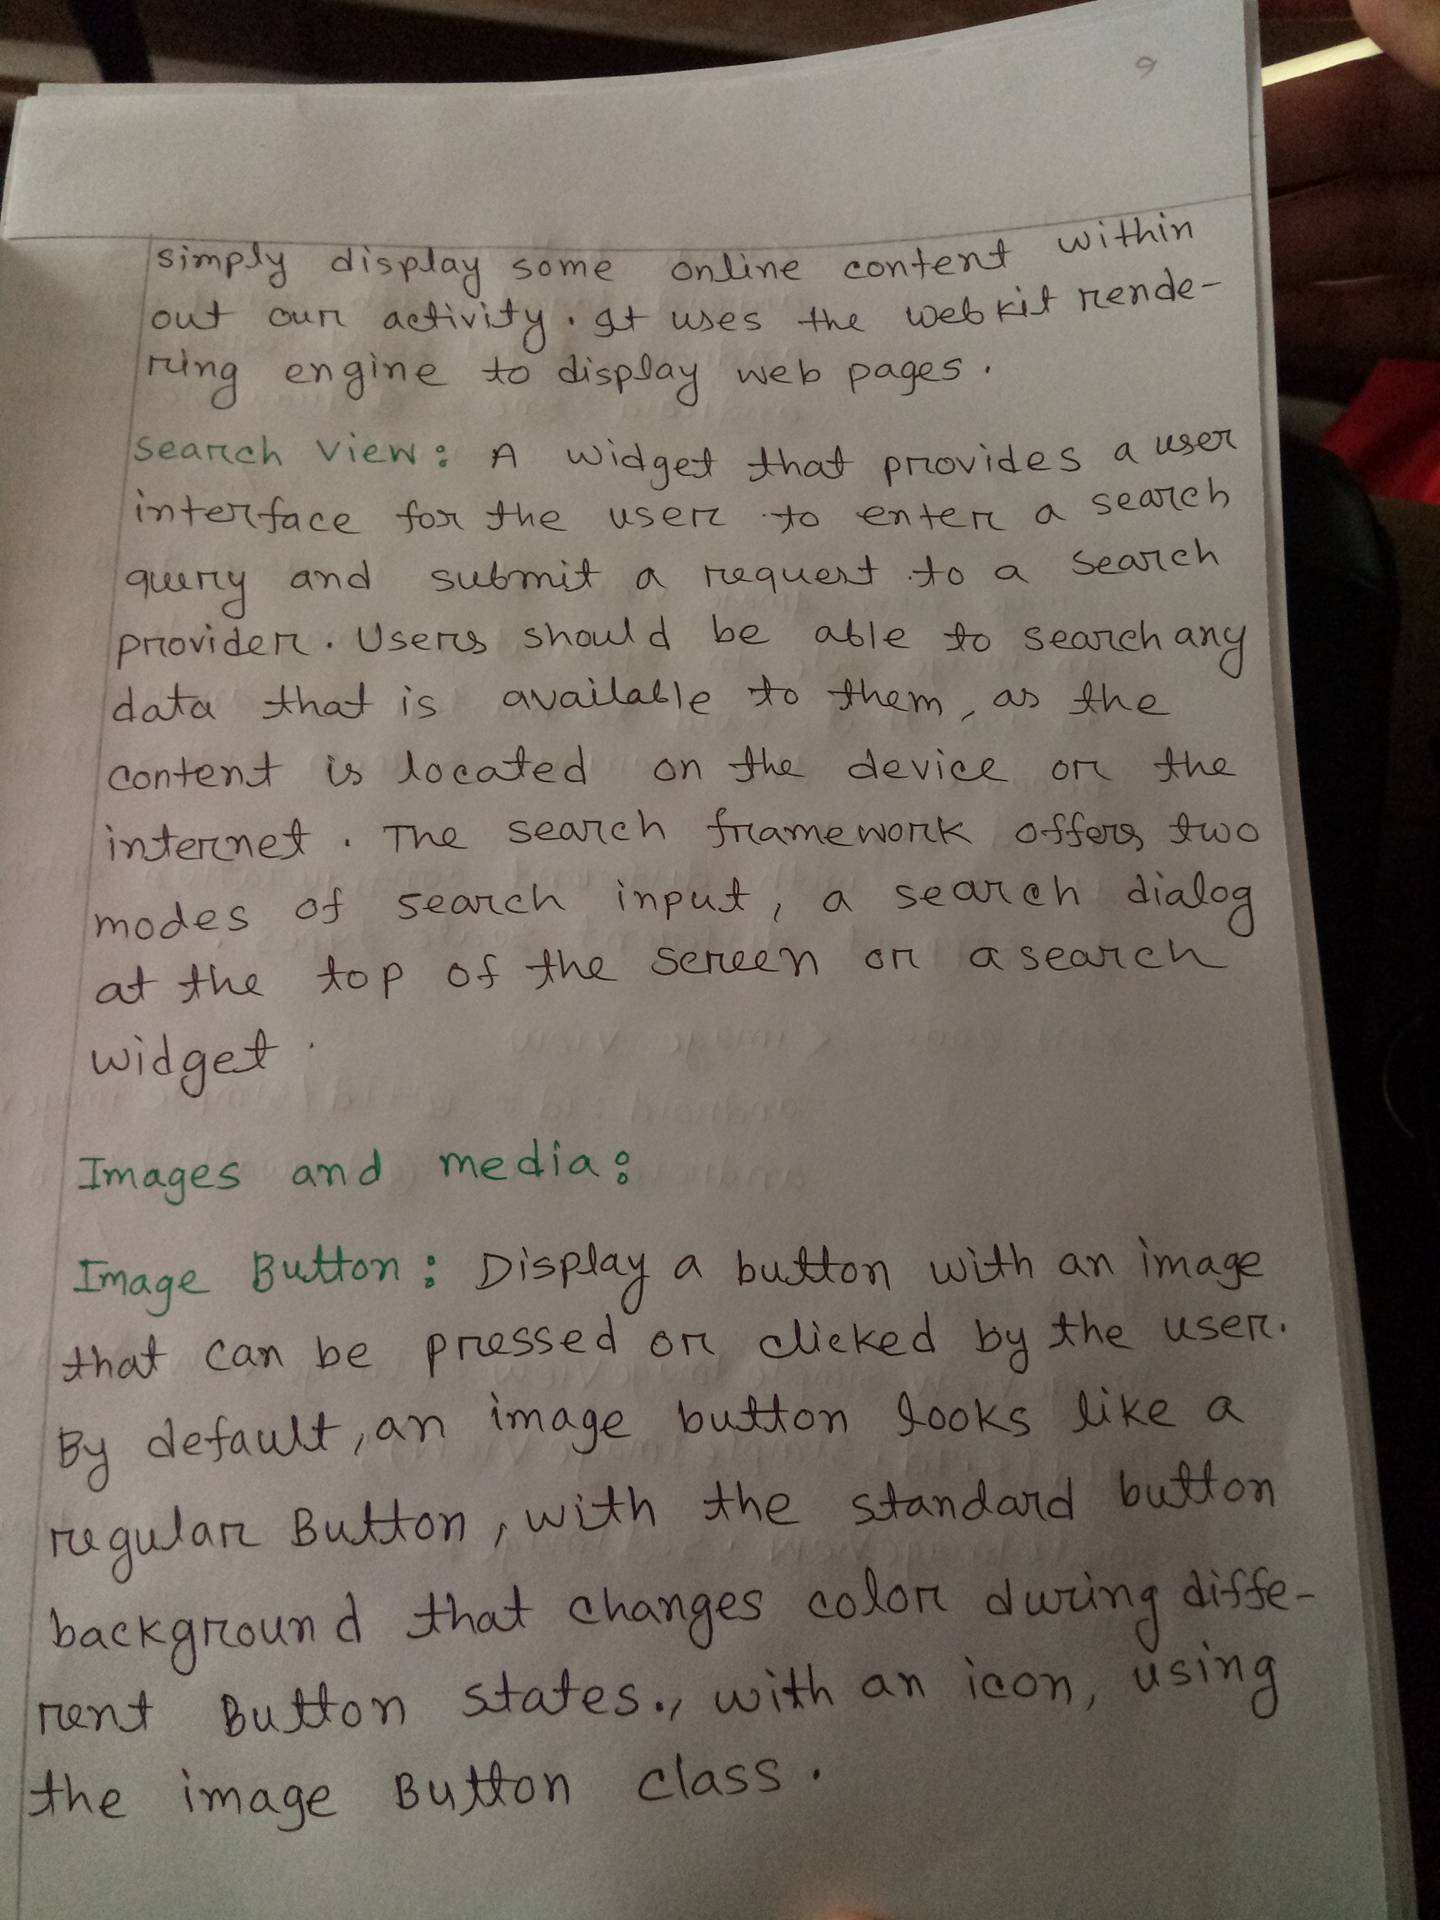 9
simply display some online content within
out our activity. It uses the webkit rende-
ring engine to display web pages.
Search View: A widget that provides a user
interface for the user to enter a search
query and submit a request to a search
provider. Users should be able to search any
data that is available to them, as the
content is located on the device or the
internet. The search framework offers two
modes of search input, a search dialog
at the top of the screen or a search
widget.
Images and media:
Image Button: Display a button with an image
that can be pressed or clicked by the user.
By default, an image button looks like a
regular Button, with the standard button
background that changes color during diffe-
rent Button states., with an icon, using
the image Button class.